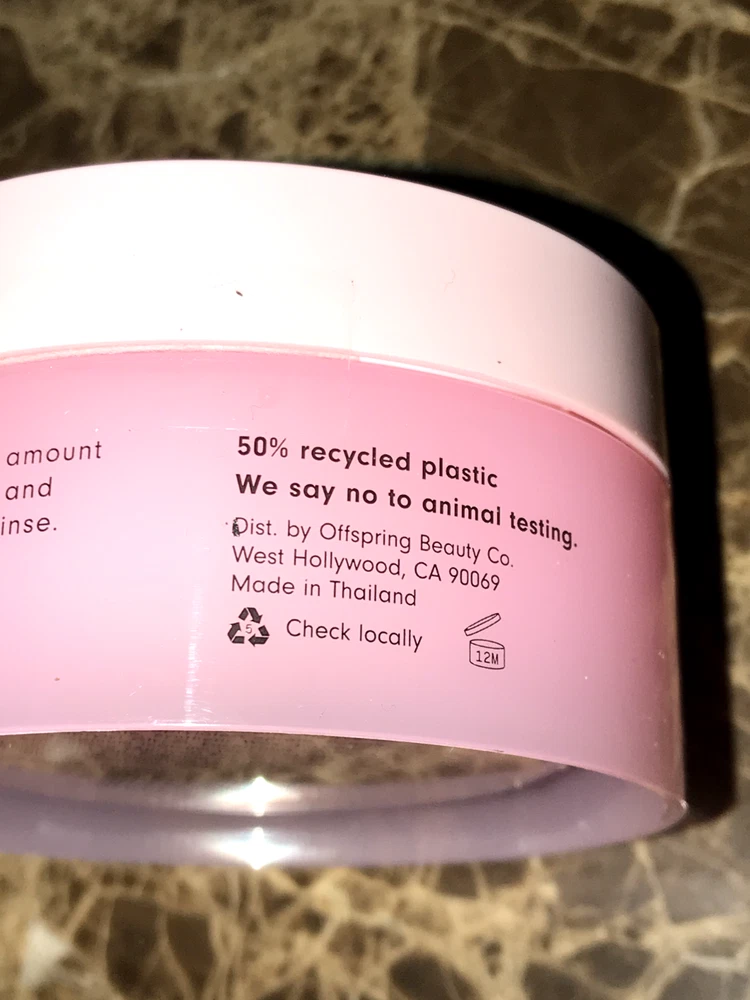 amount
and
inse.
50% recycled plastic
We say no to animal testing.
Dist. by Offspring Beauty Co.
West Hollywood, CA 90069
Made in Thailand
5 Check locally
12M